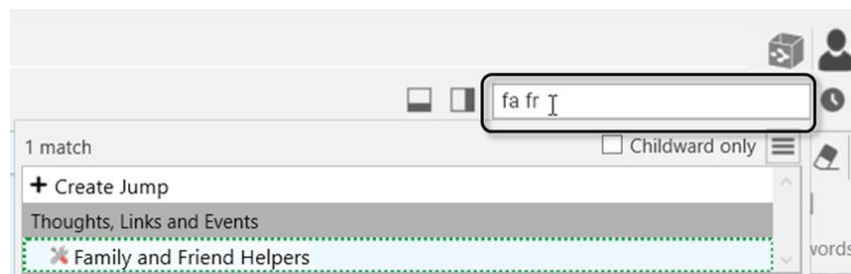 fa fr
1 match
Childward only
+ Create Jump
Thoughts, Links and Events
Family and Friend Helpers
words